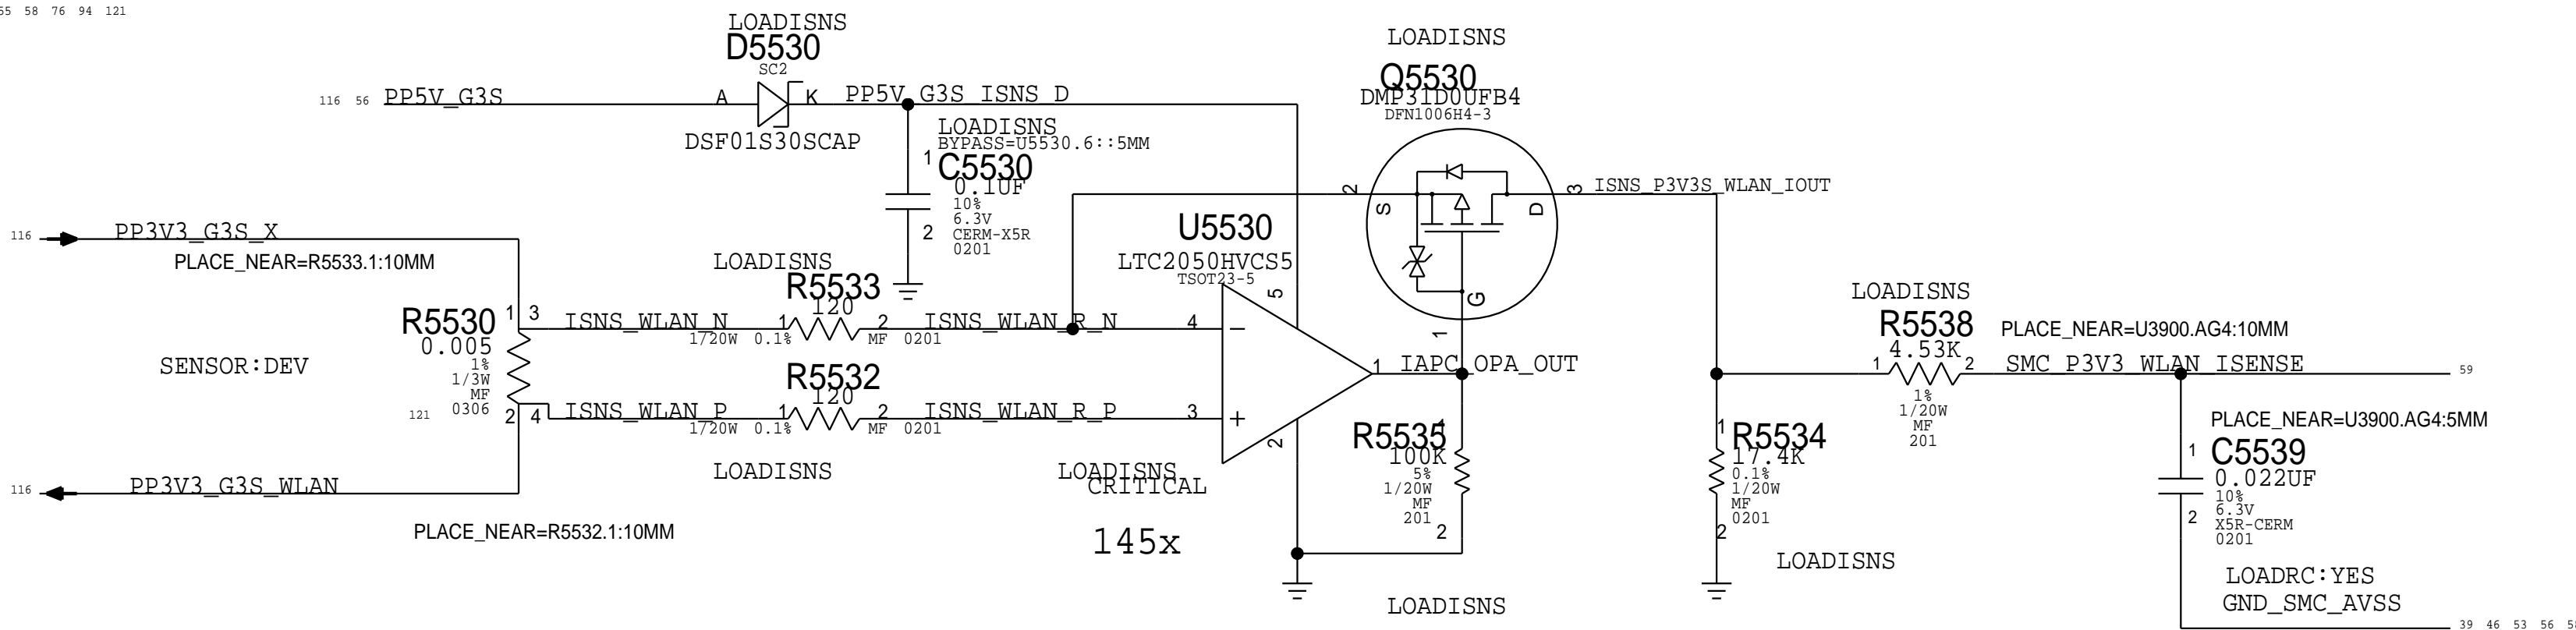 55 58 76 94 121
LOADISNS
D5530
SC2
116 56 PP5V_G3S
A K
PP5V_G3S_ISNS_D
DSF01S30SCAP
LOADISNS
BYPASS=U5530.6::5MM
1
C5530
0.1UF
10%
6.3V
2
CERM-X5R
0201
LOADISNS
Q5530
DMP31D0UFB4
DFN1006H4-3
2 S D 3
G
1
ISNS_P3V3S_WLAN_IOUT
116 PP3V3_G3S_X
PLACE_NEAR=R5533.1:10MM
R5530
0.005
1%
1/3W
MF
0306
1 3
2 4
SENSOR:DEV
121
116 PP3V3_G3S_WLAN
PLACE_NEAR=R5532.1:10MM
LOADISNS
R5533
120
ISNS_WLAN_N 1 2 ISNS_WLAN_R_N 4
1/20W 0.1% MF 0201
R5532
120
ISNS_WLAN_P 1 2 ISNS_WLAN_R_P 3
1/20W 0.1% MF 0201
LOADISNS
U5530
LTC2050HVCS5
TSOT23-5
5
−
+
2
1 IAPC_OPA_OUT
LOADISNS
CRITICAL
145x
1
R5535
100K
5%
1/20W
MF
201
2
LOADISNS
1
R5534
17.4K
0.1%
1/20W
MF
0201
2
LOADISNS
LOADISNS
R5538
4.53K
1 2
1%
1/20W
MF
201
PLACE_NEAR=U3900.AG4:10MM
SMC_P3V3_WLAN_ISENSE 59
PLACE_NEAR=U3900.AG4:5MM
1
C5539
0.022UF
10%
6.3V
2
X5R-CERM
0201
LOADRC:YES
GND_SMC_AVSS
39 46 53 56